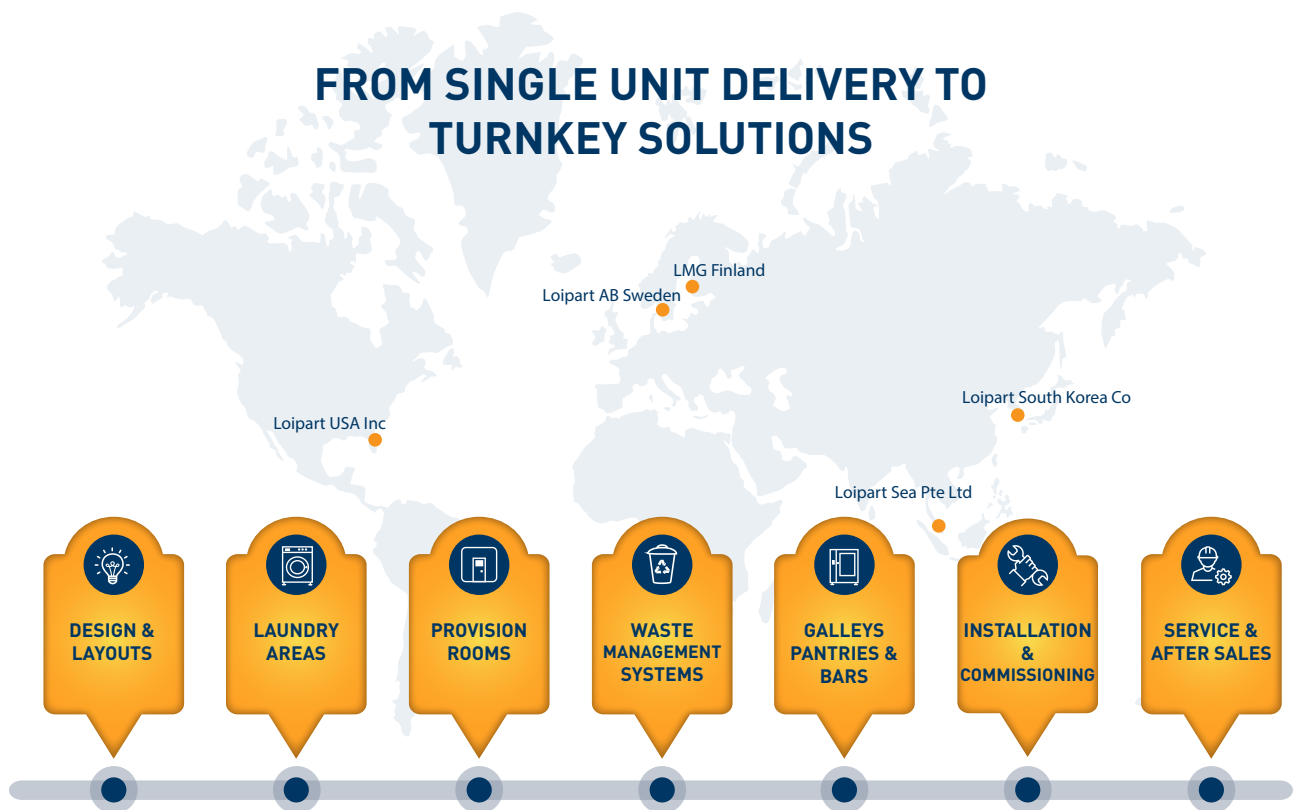 FROM SINGLE UNIT DELIVERY TO
TURNKEY SOLUTIONS
LMG Finland
Loipart AB Sweden
Loipart South Korea Co
Loipart USA Inc
Loipart Sea Pte Ltd
DESIGN &
LAYOUTS
LAUNDRY
AREAS
PROVISION
ROOMS
WASTE
MANAGEMENT
SYSTEMS
GALLEYS
PANTRIES &
BARS
INSTALLATION
&
COMMISSIONING
SERVICE &
AFTER SALES